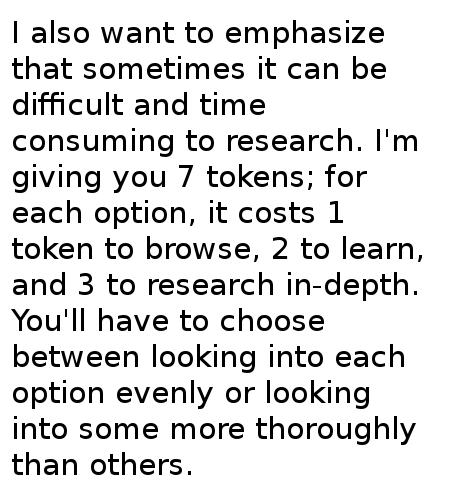 I also want to emphasize
that sometimes it can be
difficult and time
consuming to research. I'm
giving you 7 tokens; for
each option, it costs 1
token to browse, 2 to learn,
and 3 to research in-depth.
You'll have to choose
between looking into each
option evenly or looking
into some more thoroughly
than others.